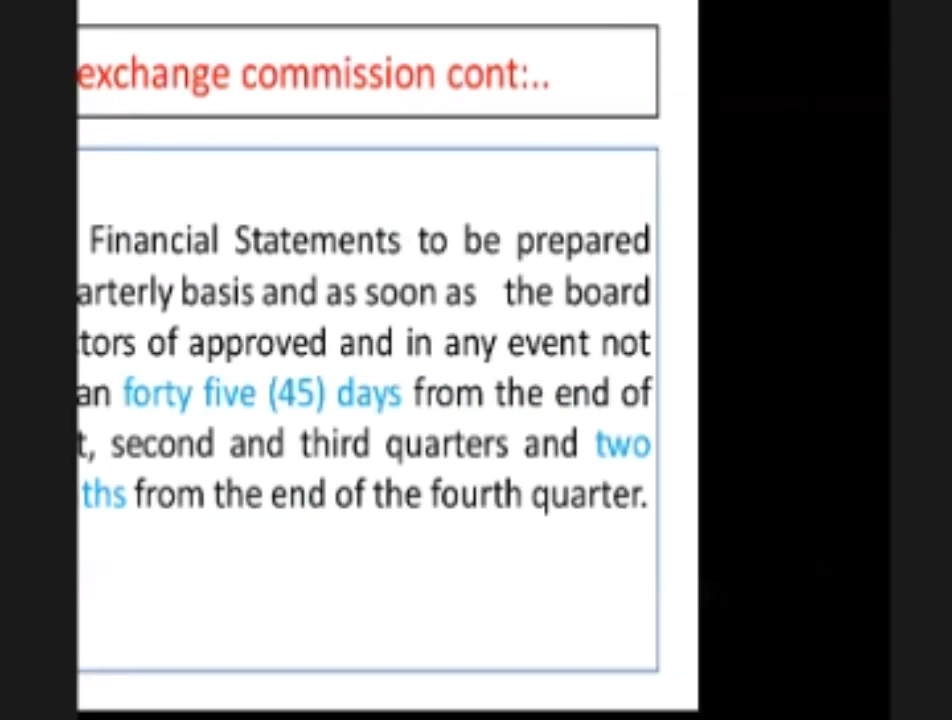 exchange commission cont:..
Financial Statements to be prepared
arterly basis and as soon as the board
tors of approved and in any event not
an forty five (45) days from the end of
t, second and third quarters and two
ths from the end of the fourth quarter.